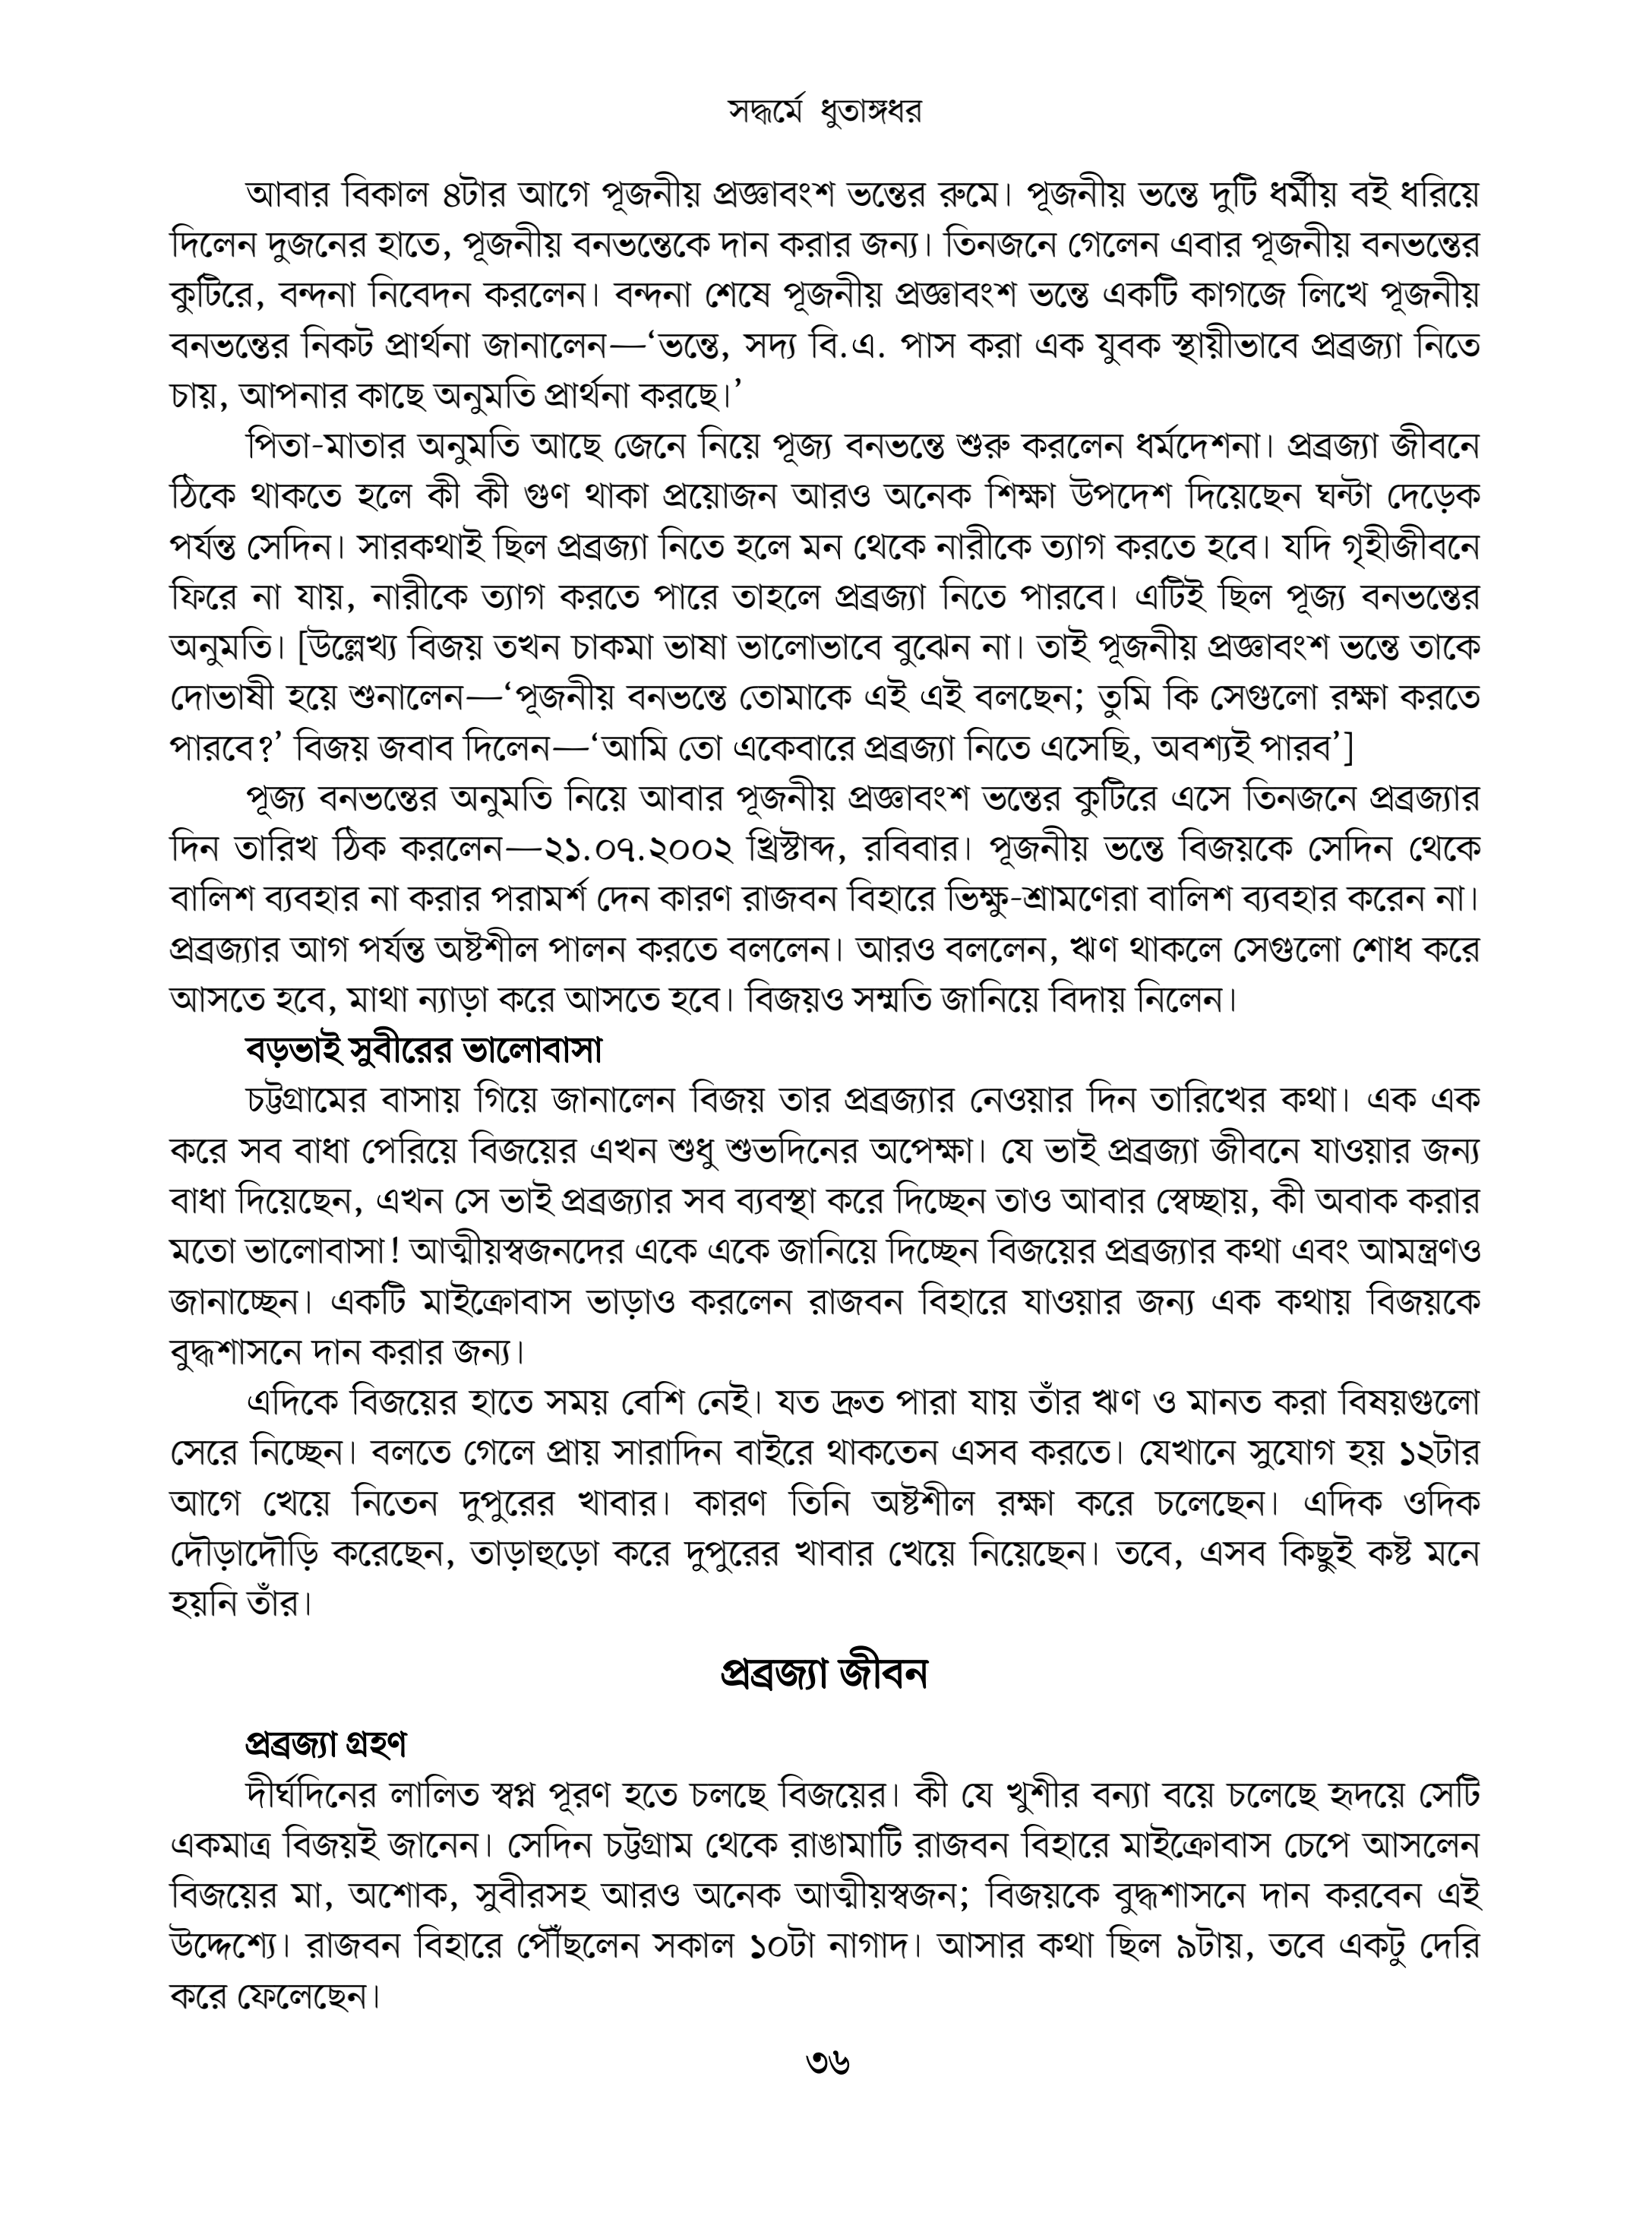 সদ্ধর্মে ধুতাঙ্গধর
আবার বিকাল ৪টার আগে পূজনীয় প্রজ্ঞাবংশ ভন্তের রুমে। পূজনীয় ভন্তে দুটি ধর্মীয় বই ধরিয়ে
দিলেন দুজনের হাতে, পূজনীয় বনভন্তেকে দান করার জন্য। তিনজনে গেলেন এবার পূজনীয় বনভন্তের
কুটিরে, বন্দনা নিবেদন করলেন। বন্দনা শেষে পূজনীয় প্রজ্ঞাবংশ ভন্তে একটি কাগজে লিখে পূজনীয়
বনভন্তের নিকট প্রার্থনা জানালেন—‘ভন্তে, সদ্য বি.এ. পাস করা এক যুবক স্থায়ীভাবে প্রব্রজ্যা নিতে
চায়, আপনার কাছে অনুমতি প্রার্থনা করছে।’
পিতা-মাতার অনুমতি আছে জেনে নিয়ে পূজ্য বনভন্তে শুরু করলেন ধর্মদেশনা। প্রব্রজ্যা জীবনে
ঠিকে থাকতে হলে কী কী গুণ থাকা প্রয়োজন আরও অনেক শিক্ষা উপদেশ দিয়েছেন ঘন্টা দেড়েক
পর্যন্ত সেদিন। সারকথাই ছিল প্রব্রজ্যা নিতে হলে মন থেকে নারীকে ত্যাগ করতে হবে। যদি গৃহীজীবনে
ফিরে না যায়, নারীকে ত্যাগ করতে পারে তাহলে প্রব্রজ্যা নিতে পারবে। এটিই ছিল পূজ্য বনভন্তের
অনুমতি। [উল্লেখ্য বিজয় তখন চাকমা ভাষা ভালোভাবে বুঝেন না। তাই পূজনীয় প্রজ্ঞাবংশ ভন্তে তাকে
দোভাষী হয়ে শুনালেন—‘পূজনীয় বনভন্তে তোমাকে এই এই বলছেন; তুমি কি সেগুলো রক্ষা করতে
পারবে?’ বিজয় জবাব দিলেন—‘আমি তো একেবারে প্রব্রজ্যা নিতে এসেছি, অবশ্যই পারব’]
পূজ্য বনভন্তের অনুমতি নিয়ে আবার পূজনীয় প্রজ্ঞাবংশ ভন্তের কুটিরে এসে তিনজনে প্রব্রজ্যার
দিন তারিখ ঠিক করলেন—২১.০৭.২০০২ খ্রিস্টাব্দ, রবিবার। পূজনীয় ভন্তে বিজয়কে সেদিন থেকে
বালিশ ব্যবহার না করার পরামর্শ দেন কারণ রাজবন বিহারে ভিক্ষু-শ্রামণেরা বালিশ ব্যবহার করেন না।
প্রব্রজ্যার আগ পর্যন্ত অষ্টশীল পালন করতে বললেন। আরও বললেন, ঋণ থাকলে সেগুলো শোধ করে
আসতে হবে, মাথা ন্যাড়া করে আসতে হবে। বিজয়ও সম্মতি জানিয়ে বিদায় নিলেন।
বড়ভাই সুবীরের ভালোবাসা
চট্টগ্রামের বাসায় গিয়ে জানালেন বিজয় তার প্রব্রজ্যার নেওয়ার দিন তারিখের কথা। এক এক
করে সব বাধা পেরিয়ে বিজয়ের এখন শুধু শুভদিনের অপেক্ষা। যে ভাই প্রব্রজ্যা জীবনে যাওয়ার জন্য
বাধা দিয়েছেন, এখন সে ভাই প্রব্রজ্যার সব ব্যবস্থা করে দিচ্ছেন তাও আবার স্বেচ্ছায়, কী অবাক করার
মতো ভালোবাসা! আত্মীয়স্বজনদের একে একে জানিয়ে দিচ্ছেন বিজয়ের প্রব্রজ্যার কথা এবং আমন্ত্রণও
জানাচ্ছেন। একটি মাইক্রোবাস ভাড়াও করলেন রাজবন বিহারে যাওয়ার জন্য এক কথায় বিজয়কে
বুদ্ধশাসনে দান করার জন্য।
এদিকে বিজয়ের হাতে সময় বেশি নেই। যত দ্রুত পারা যায় তাঁর ঋণ ও মানত করা বিষয়গুলো
সেরে নিচ্ছেন। বলতে গেলে প্রায় সারাদিন বাইরে থাকতেন এসব করতে। যেখানে সুযোগ হয় ১২টার
আগে খেয়ে নিতেন দুপুরের খাবার। কারণ তিনি অষ্টশীল রক্ষা করে চলেছেন। এদিক ওদিক
দৌড়াদৌড়ি করেছেন, তাড়াহুড়ো করে দুপুরের খাবার খেয়ে নিয়েছেন। তবে, এসব কিছুই কষ্ট মনে
হয়নি তাঁর।
প্রব্রজ্যা জীবন
প্রব্রজ্যা গ্রহণ
দীর্ঘদিনের লালিত স্বপ্ন পূরণ হতে চলছে বিজয়ের। কী যে খুশীর বন্যা বয়ে চলেছে হৃদয়ে সেটি
একমাত্র বিজয়ই জানেন। সেদিন চট্টগ্রাম থেকে রাঙামাটি রাজবন বিহারে মাইক্রোবাস চেপে আসলেন
বিজয়ের মা, অশোক, সুবীরসহ আরও অনেক আত্মীয়স্বজন; বিজয়কে বুদ্ধশাসনে দান করবেন এই
উদ্দেশ্যে। রাজবন বিহারে পৌঁছলেন সকাল ১০টা নাগাদ। আসার কথা ছিল ৯টায়, তবে একটু দেরি
করে ফেলেছেন।
৩৬